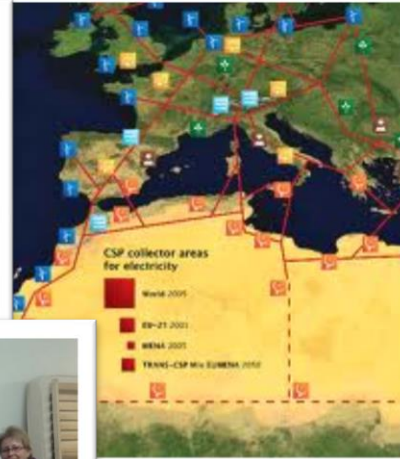 CSP collector areas
for electricity
World 2005
EU-25 2005
MENA 2005
TRANS-CSP Mix EUMENA 2050